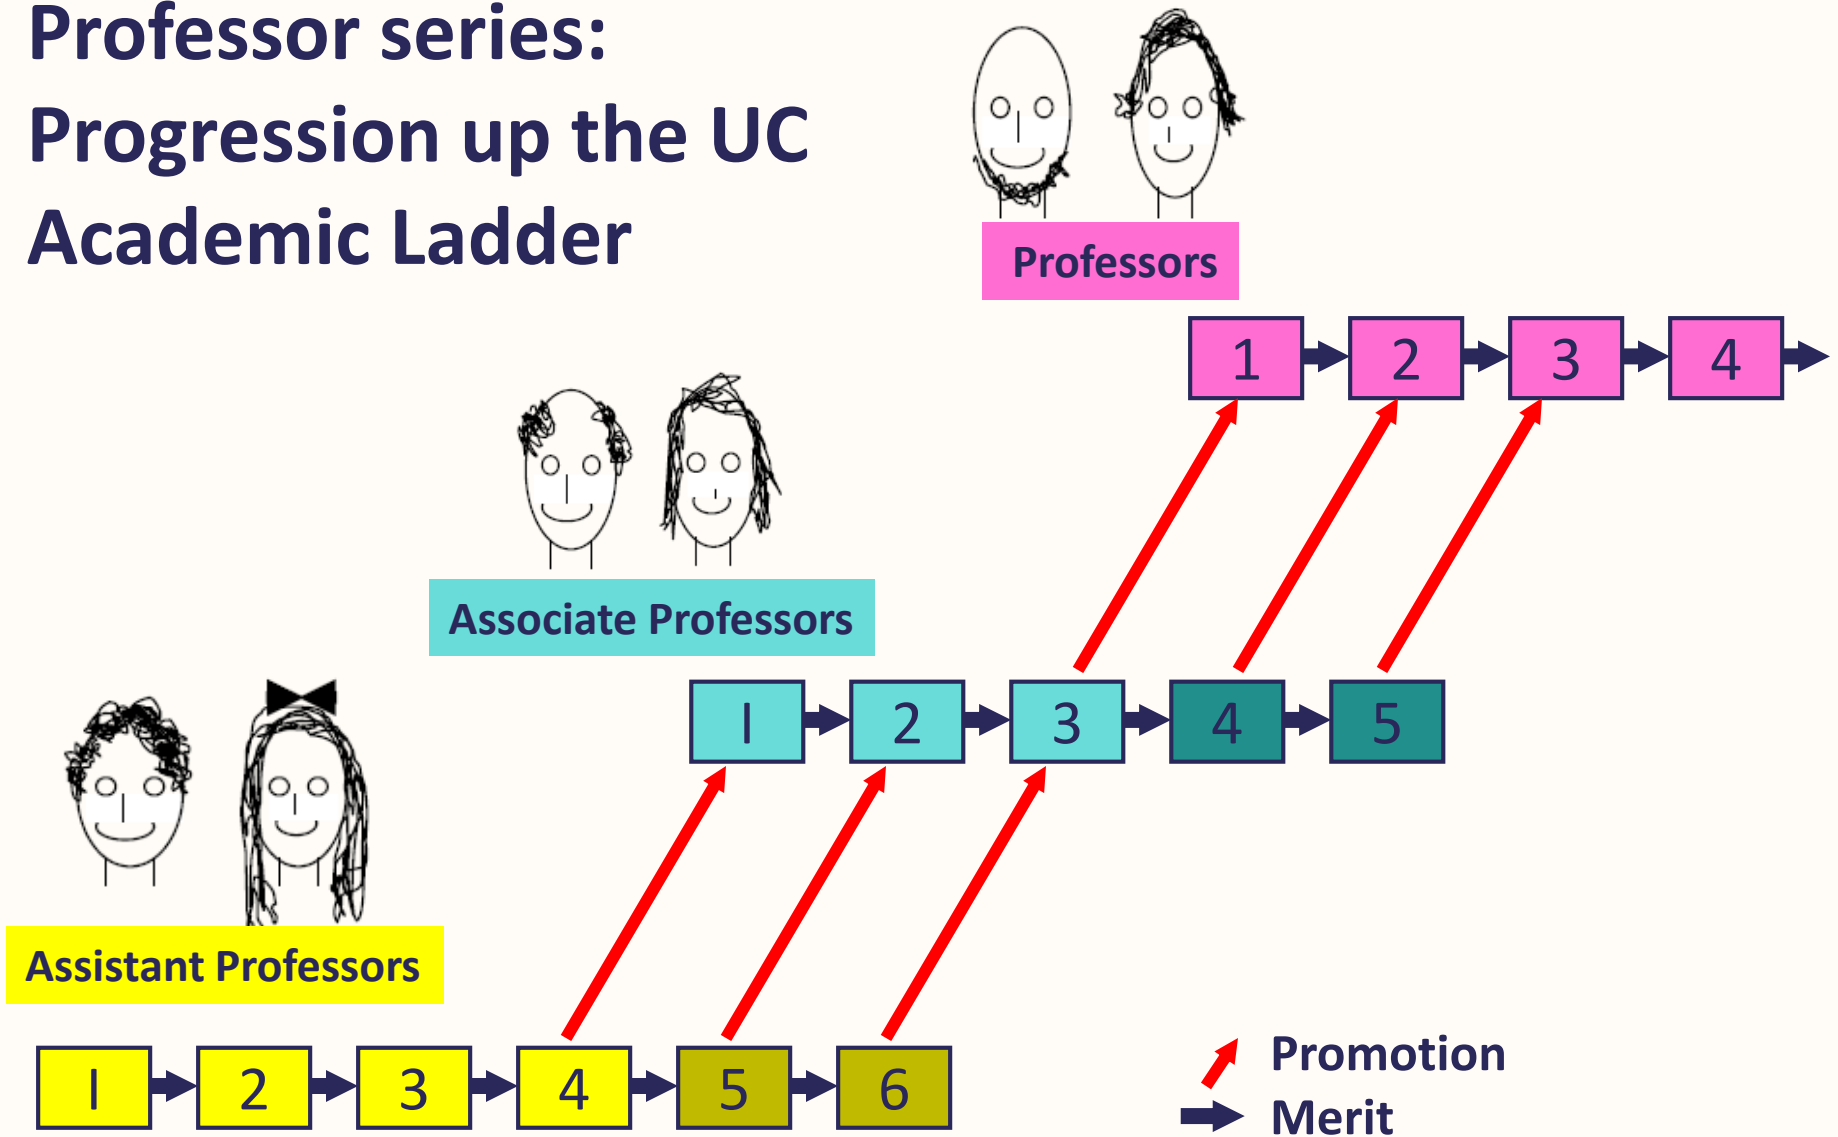 Professor series:
Progression up the UC
Academic Ladder
Professors
1 2 3 4
Associate Professors
I 2 3 4 5
Assistant Professors
I 2 3 4 5 6
Promotion
Merit